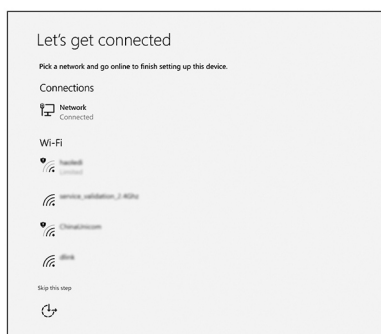 Let's get connected
Pick a network and go online to finish setting up this device.
Connections
Network
Connected
Wi-Fi
Limited
service_validation_2.4Ghz
ChinaUnicom
dlink
Skip this step